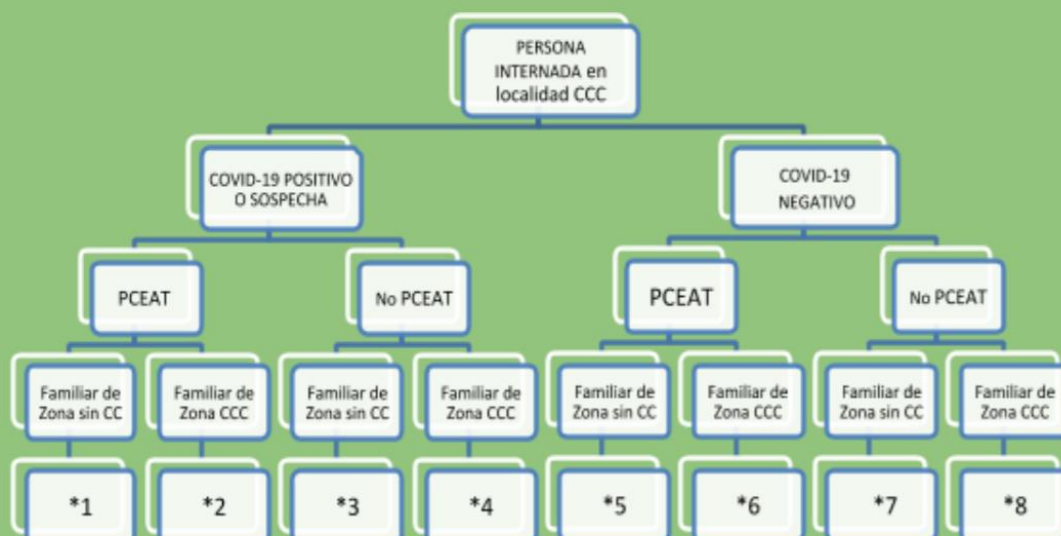 PERSONA
INTERNADA en
localidad CCC
COVID-19 POSITIVO
O SOSPECHA
COVID-19
NEGATIVO
PCEAT
No PCEAT
PCEAT
No PCEAT
Familiar de
Zona sin CC
Familiar de
Zona CCC
Familiar de
Zona sin CC
Familiar de
Zona CCC
Familiar de
Zona sin CC
Familiar de
Zona CCC
Familiar de
Zona sin CC
Familiar de
Zona CCC
*1
*2
*3
*4
*5
*6
*7
*8